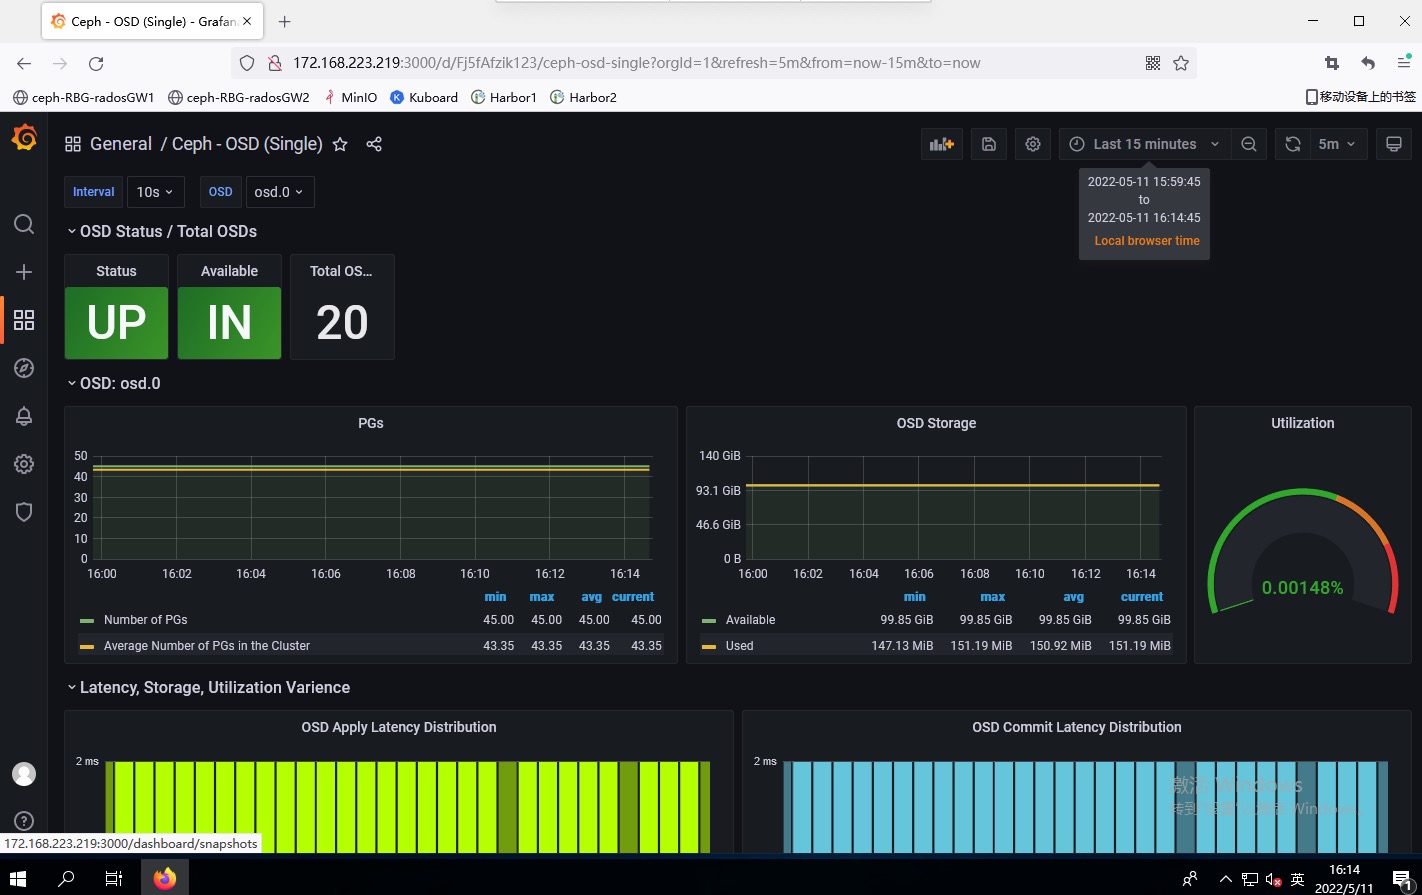 Ceph - OSD (Single) - Grafan
172.168.223.219:3000/d/Fj5fAfzik123/ceph-osd-single?orgId=1&refresh=5m&from=now-15m&to=now
ceph-RBG-radosGW1 ceph-RBG-radosGW2 MinIO Kuboard Harbor1 Harbor2 移动设备上的书签
General / Ceph - OSD (Single) Last 15 minutes 5m
2022-05-11 15:59:45
to
2022-05-11 16:14:45
Local browser time
Interval 10s OSD osd.0
OSD Status / Total OSDs
Status Available Total OS...
UP IN 20
OSD: osd.0
PGs
50
40
30
20
10
0
16:00 16:02 16:04 16:06 16:08 16:10 16:12 16:14
min max avg current
Number of PGs 45.00 45.00 45.00 45.00
Average Number of PGs in the Cluster 43.35 43.35 43.35 43.35
OSD Storage
140 GiB
93.1 GiB
46.6 GiB
0 B
16:00 16:02 16:04 16:06 16:08 16:10 16:12 16:14
min max avg current
Available 99.85 GiB 99.85 GiB 99.85 GiB 99.85 GiB
Used 147.13 MiB 151.19 MiB 150.92 MiB 151.19 MiB
Utilization
0.00148%
Latency, Storage, Utilization Varience
OSD Apply Latency Distribution
2 ms
OSD Commit Latency Distribution
2 ms
激活 Windows
转到"设置"以激活 Windows。
172.168.223.219:3000/dashboard/snapshots
英
16:14
2022/5/11
1